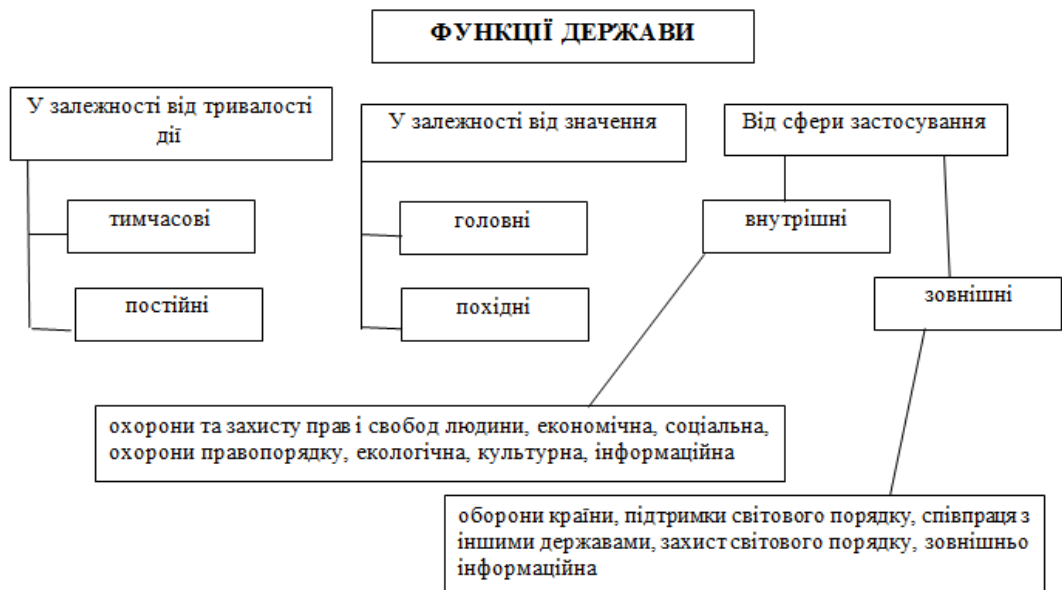 ФУНКЦІЇ ДЕРЖАВИ
У залежності від тривалості
дії
У залежності від значення
Від сфери застосування
тимчасові
головні
внутрішні
постійні
похідні
зовнішні
охорони та захисту прав і свобод людини, економічна, соціальна,
охорони правопорядку, екологічна, культурна, інформаційна
оборони країни, підтримки світового порядку, співпраця з
іншими державами, захист світового порядку, зовнішньо
інформаційна